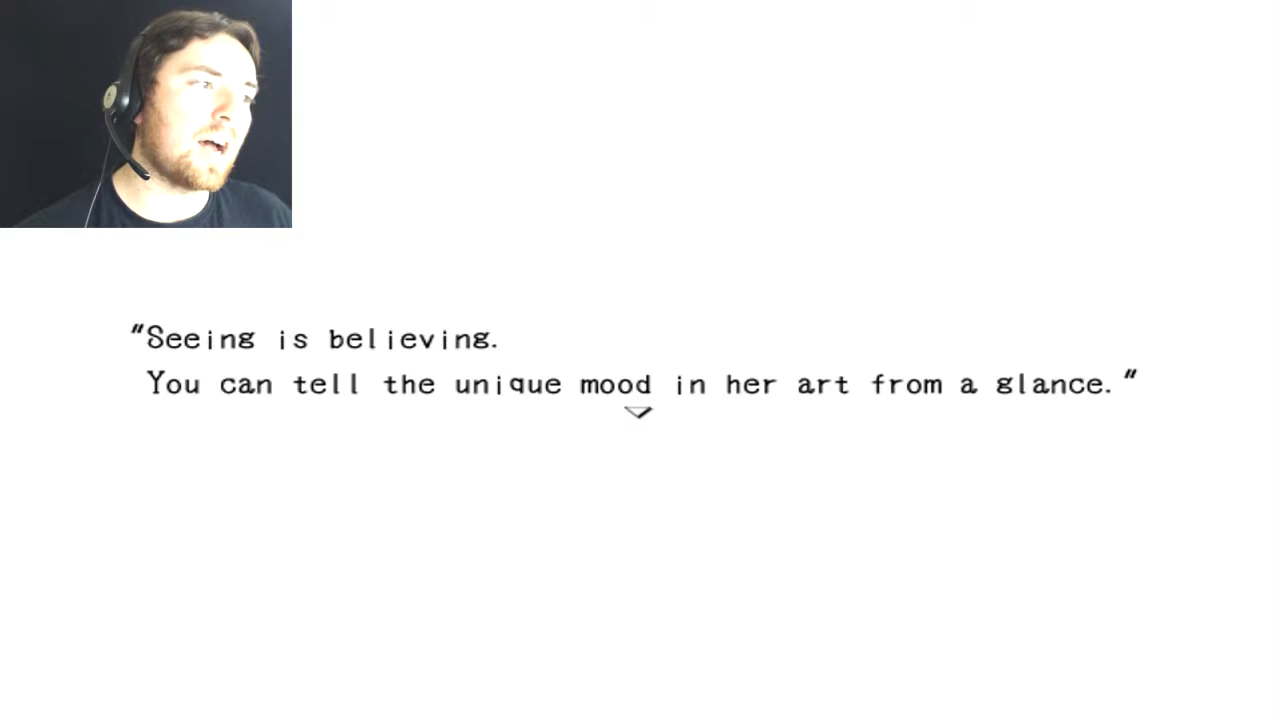 "Seeing is believing.
You can tell the unique mood in her art from a glance."